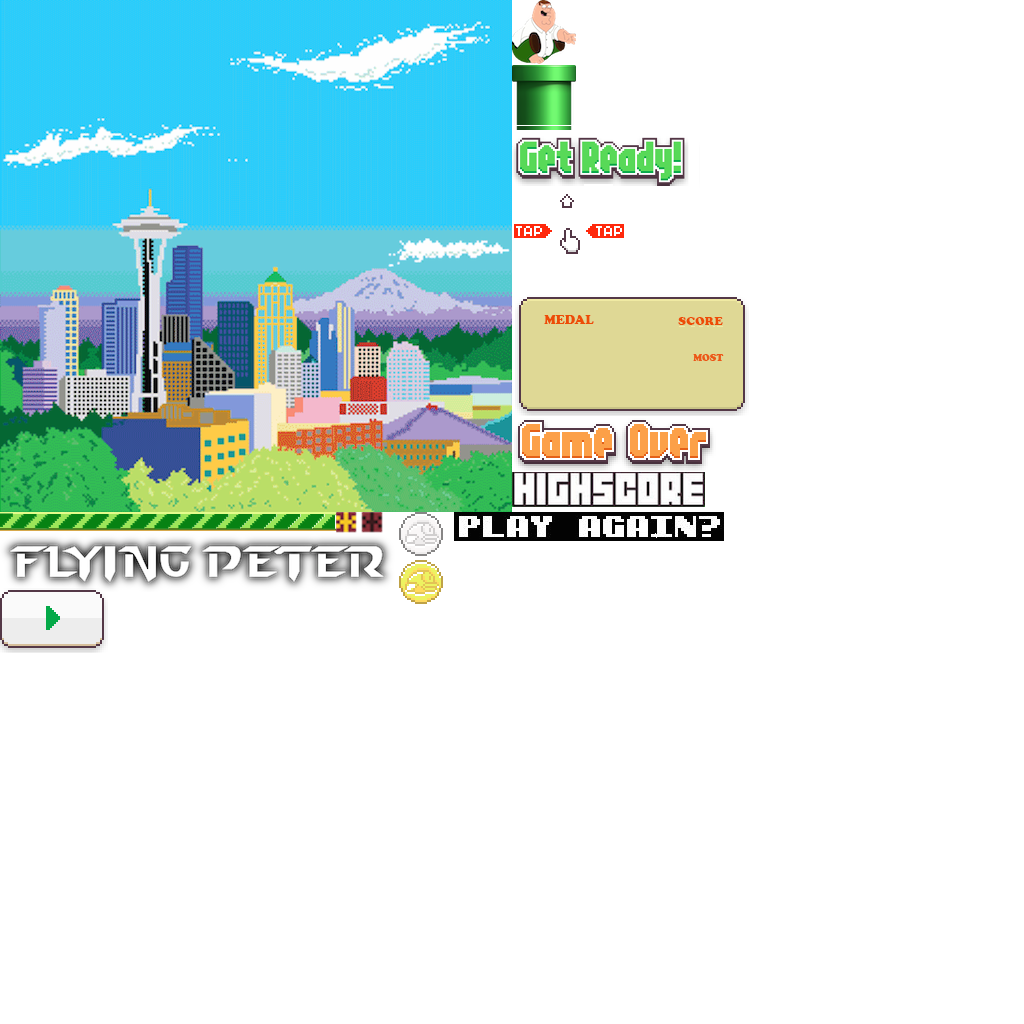 Get Ready!
TAP TAP
MEDAL SCORE
MOST
Game Over
HIGHSCORE
PLAY AGAIN?
FLYING PETER